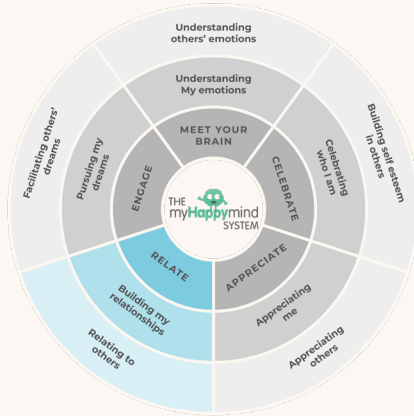 Understanding
others' emotions
Understanding
My emotions
MEET YOUR
BRAIN
Building self esteem
in others
Celebrating
who I am
CELEBRATE
Appreciating
others
Appreciating
me
APPRECIATE
Relating to
others
Building my
relationships
RELATE
Facilitating others'
dreams
Pursuing my
dreams
ENGAGE
THE
myHappymind
SYSTEM